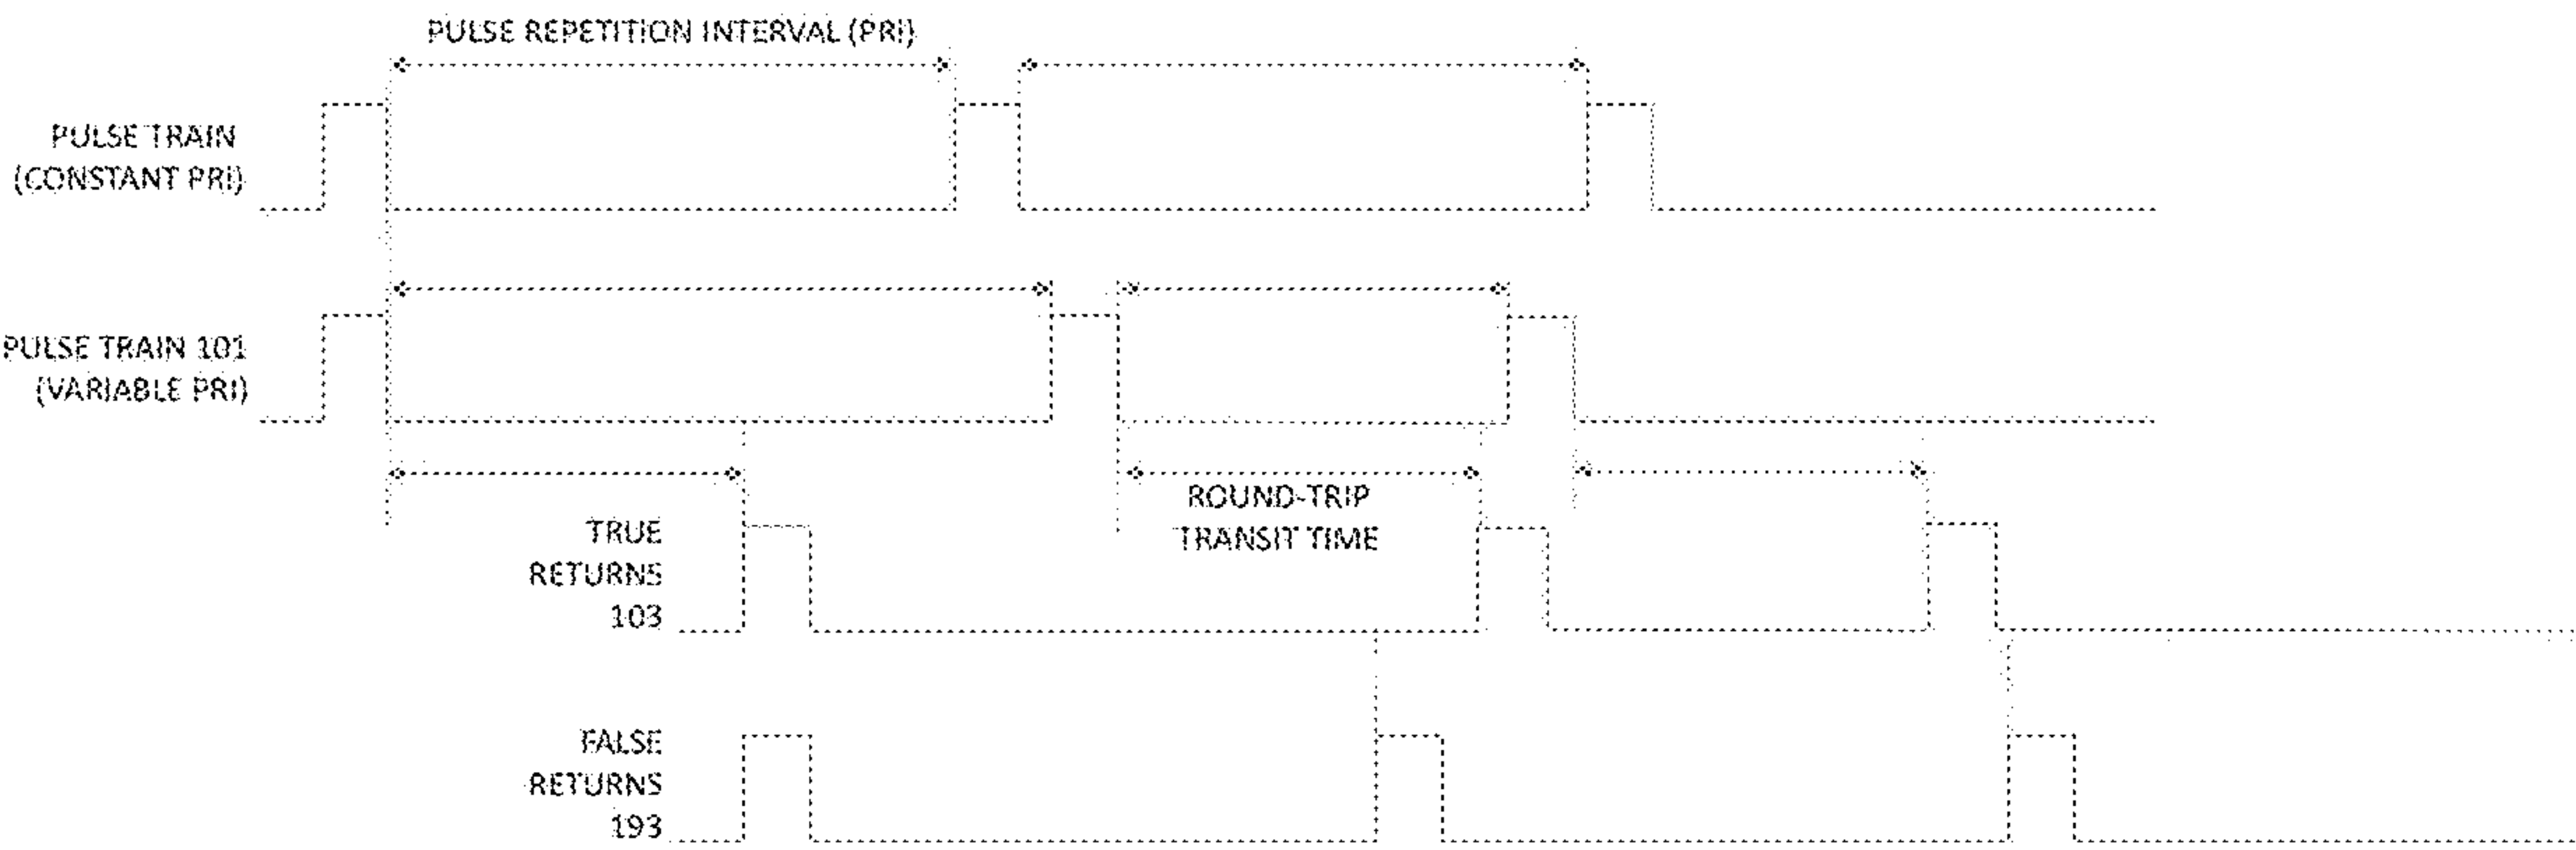 PULSE REPETITION INTERVAL (PRI)
PULSE TRAIN
(CONSTANT PRI)
PULSE TRAIN 101
(VARIABLE PRI)
ROUND-TRIP
TRANSIT TIME
TRUE
RETURNS
103
FALSE
RETURNS
193